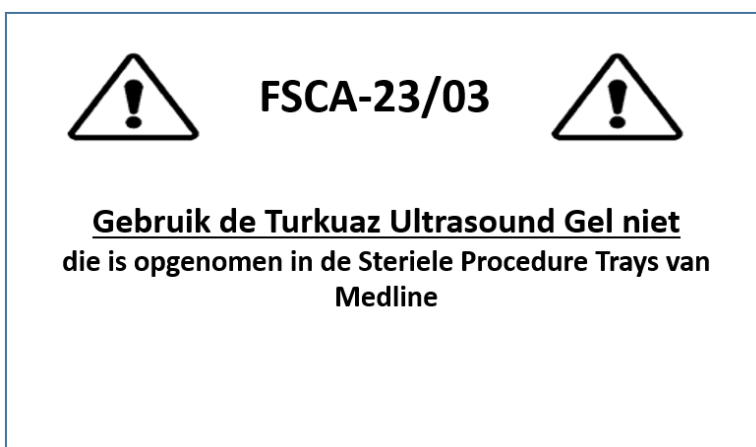 FSCA-23/03
Gebruik de Turkuaz Ultrasound Gel niet
die is opgenomen in de Steriele Procedure Trays van
Medline